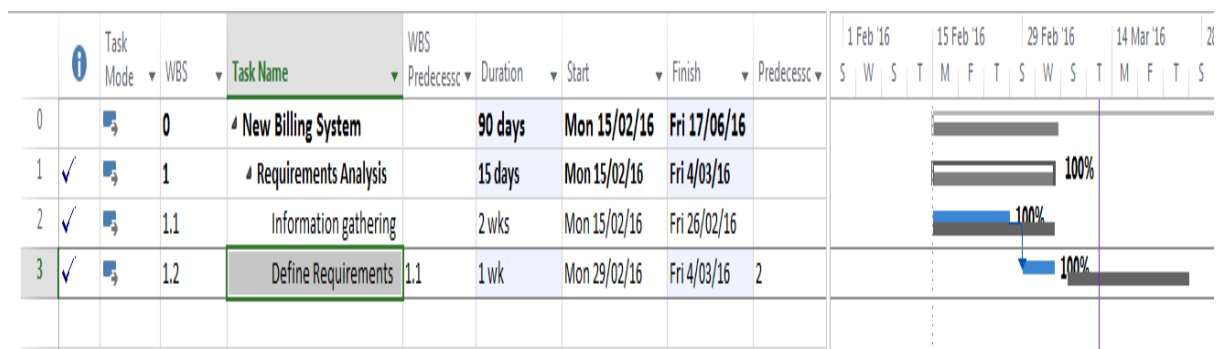 Task Mode WBS Task Name WBS Predecessc Duration Start Finish Predecessc
1 Feb '16 15 Feb '16 29 Feb '16 14 Mar '16 28
S W S T M F T S W S T M F T S
0 0 New Billing System 90 days Mon 15/02/16 Fri 17/06/16
1 1 Requirements Analysis 15 days Mon 15/02/16 Fri 4/03/16 100%
2 1.1 Information gathering 2 wks Mon 15/02/16 Fri 26/02/16 100%
3 1.2 Define Requirements 1.1 1 wk Mon 29/02/16 Fri 4/03/16 2 100%